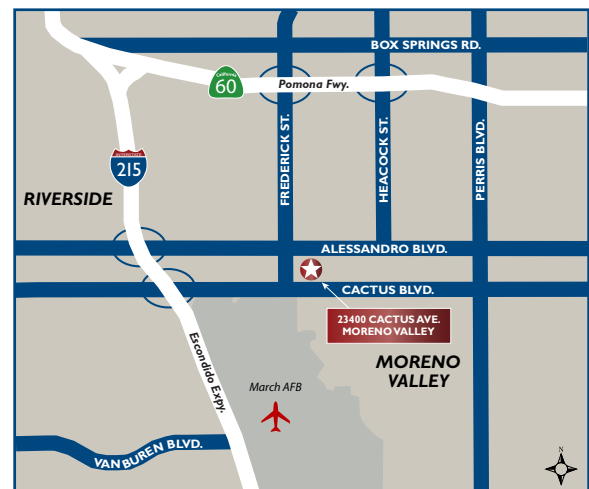 BOX SPRINGS RD.
California
60
Pomona Fwy.
FREDERICK ST.
HEACOCK ST.
PERRIS BLVD.
INTERSTATE
215
RIVERSIDE
ALESSANDRO BLVD.
CACTUS BLVD.
23400 CACTUS AVE.
MORENO VALLEY
Escondido Expy.
MORENO
VALLEY
March AFB
VAN BUREN BLVD.
N